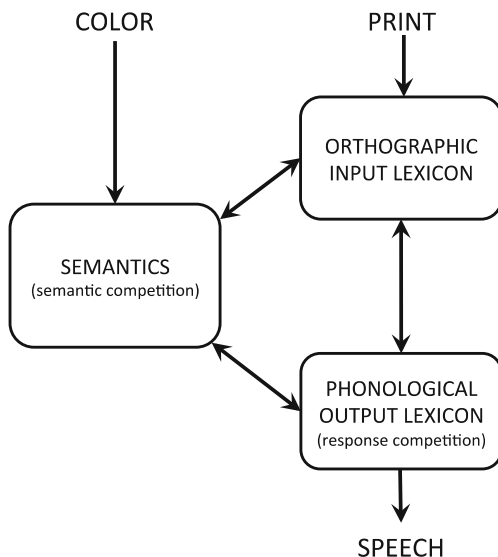 COLOR
PRINT
ORTHOGRAPHIC
INPUT LEXICON
SEMANTICS
(semantic competition)
PHONOLOGICAL
OUTPUT LEXICON
(response competition)
SPEECH